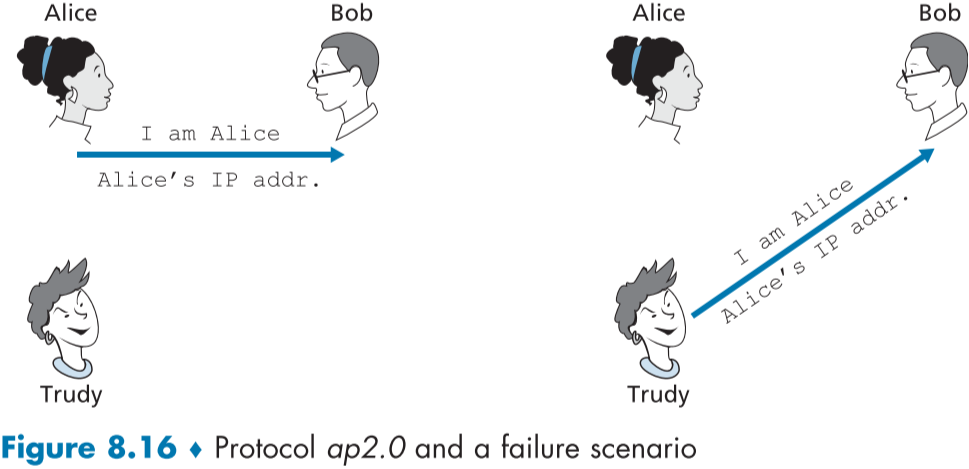 Alice
Bob
I am Alice
Alice's IP addr.
Trudy
Alice
Bob
I am Alice
Alice's IP addr.
Trudy
Figure 8.16 ♦ Protocol ap2.0 and a failure scenario